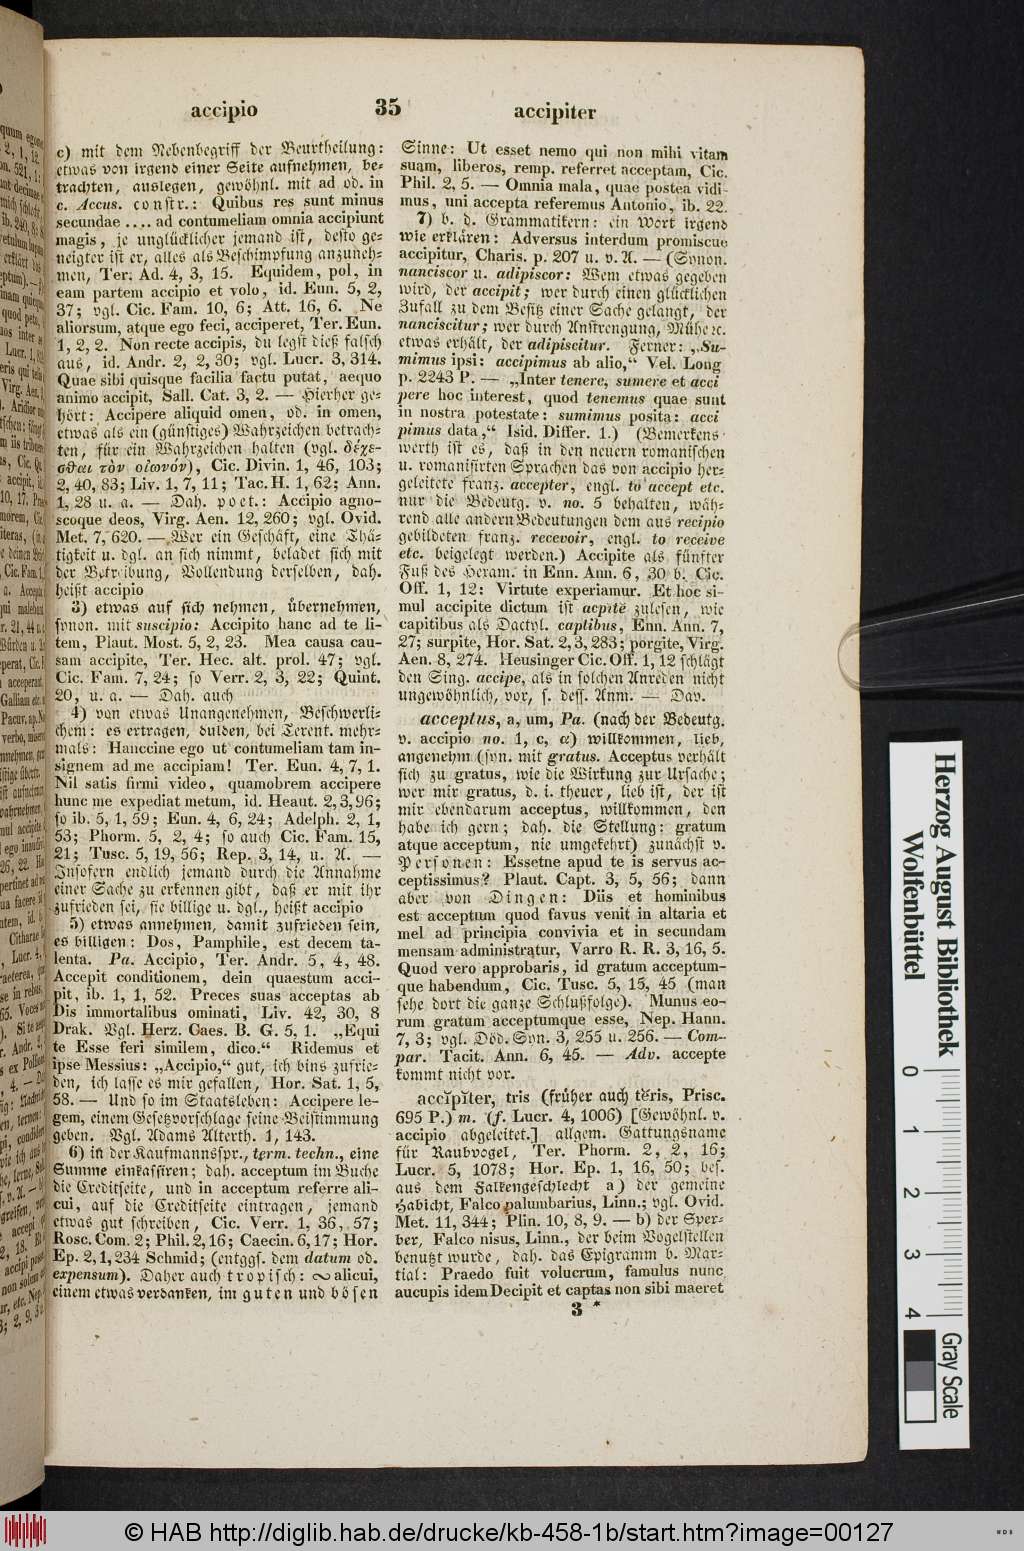 accipio 35 accipiter
c) mit dem Nebenbegriff der Beurtheilung:
etwas von irgend einer Seite aufnehmen, be-
trachten, auslegen, gewöhnl. mit ad od. in
c. Accus. constr.: Quibus res sunt minus
secundae .... ad contumeliam omnia accipiunt
magis, je unglücklicher jemand ist, desto ge-
neigter ist er, alles als Beschimpfung anzuneh-
men, Ter. Ad. 4, 3, 15. Equidem, pol, in
eam partem accipio et volo, id. Eun. 5, 2,
37; vgl. Cic. Fam. 10, 6; Att. 16, 6. Ne
aliorsum, atque ego feci, acciperet, Ter. Eun.
1, 2, 2. Non recte accipis, du legst dieß falsch
aus, id. Andr. 2, 2, 30; vgl. Lucr. 3, 314.
Quae sibi quisque facilia factu putat, aequo
animo accipit, Sall. Cat. 3, 2. — Hierher ge-
hört: Accipere aliquid omen, od. in omen,
etwas als ein (günstiges) Wahrzeichen betrach-
ten, für ein Wahrzeichen halten (vgl. δέχε-
σθαι τὸν οἰωνόν), Cic. Divin. 1, 46, 103;
2, 40, 83; Liv. 1, 7, 11; Tac. H. 1, 62; Ann.
1, 28 u. a. — Dah. poet.: Accipio agno-
scoque deos, Virg. Aen. 12, 260; vgl. Ovid.
Met. 7, 620. — Wer ein Geschäft, eine Thä-
tigkeit u. dgl. an sich nimmt, beladet sich mit
der Betreibung, Vollendung derselben, dah.
heißt accipio
3) etwas auf sich nehmen, übernehmen,
synon. mit suscipio: Accipito hanc ad te li-
tem, Plaut. Most. 5, 2, 23. Mea causa cau-
sam accipite, Ter. Hec. alt. prol. 47; vgl.
Cic. Fam. 7, 24; so Verr. 2, 3, 22; Quint.
20, u. a. — Dah. auch
4) von etwas Unangenehmen, Beschwerli-
chem: es ertragen, dulden, bei Terent. mehr-
mals: Hanccine ego ut contumeliam tam in-
signem ad me accipiam! Ter. Eun. 4, 7, 1.
Nil satis firmi video, quamobrem accipere
hunc me expediat metum, id. Heaut. 2, 3, 96;
so ib. 5, 1, 59; Eun. 4, 6, 24; Adelph. 2, 1,
53; Phorm. 5, 2, 4; so auch Cic. Fam. 15,
21; Tusc. 5, 19, 56; Rep. 3, 14, u. A. —
Insofern endlich jemand durch die Annahme
einer Sache zu erkennen gibt, daß er mit ihr
zufrieden sei, sie billige u. dgl., heißt accipio
5) etwas annehmen, damit zufrieden sein,
es billigen: Dos, Pamphile, est decem ta-
lenta. Pa. Accipio, Ter. Andr. 5, 4, 48.
Accepit conditionem, dein quaestum acci-
pit, ib. 1, 1, 52. Preces suas acceptas ab
Dis immortalibus ominati, Liv. 42, 30, 8
Drak. Vgl. Herz. Caes. B. G. 5, 1. „Equi
te Esse feri similem, dico.“ Ridemus et
ipse Messius: „Accipio,“ gut, ich bins zufrie-
den, ich lasse es mir gefallen, Hor. Sat. 1, 5,
58. — Und so im Staatsleben: Accipere le-
gem, einem Gesetzvorschlage seine Beistimmung
geben. Vgl. Adams Alterth. 1, 143.
6) in der Kaufmannsspr., term. techn., eine
Summe einkassiren; dah. acceptum im Buche
die Creditseite, und in acceptum referre ali-
cui, auf die Creditseite eintragen, jemand
etwas gut schreiben, Cic. Verr. 1, 36, 57;
Rosc. Com. 2; Phil. 2, 16; Caecin. 6, 17; Hor.
Ep. 2, 1, 234 Schmid; (entggs. dem datum od.
expensum). Daher auch tropisch: ∾ alicui,
einem etwas verdanken, im guten und bösen
Sinne: Ut esset nemo qui non mihi vitam
suam, liberos, remp. referret acceptam, Cic.
Phil. 2, 5. — Omnia mala, quae postea vidi-
mus, uni accepta referemus Antonio, ib. 22.
7) b. d. Grammatikern: ein Wort irgend
wie erklären: Adversus interdum promiscue
accipitur, Charis. p. 207 u. v. A. — (Synon.
nanciscor u. adipiscor: Wem etwas gegeben
wird, der accipit; wer durch einen glücklichen
Zufall zu dem Besitz einer Sache gelangt, der
nanciscitur; wer durch Anstrengung, Mühe ꝛc.
etwas erhält, der adipiscitur. Ferner: „Su-
mimus ipsi: accipimus ab alio,“ Vel. Long
p. 2243 P. — „Inter tenere, sumere et acci
pere hoc interest, quod tenemus quae sunt
in nostra potestate: sumimus posita: acci
pimus data,“ Isid. Differ. 1.) (Bemerkens
werth ist es, daß in den neuern romanischen
u. romanisirten Sprachen das von accipio her-
geleitete franz. accepter, engl. to accept etc.
nur die Bedeutg. v. no. 5 behalten, wäh-
rend alle andern Bedeutungen dem aus recipio
gebildeten franz. recevoir, engl. to receive
etc. beigelegt werden.) Accipite als fünfter
Fuß des Hexam. in Enn. Ann. 6, 30 b. Cic.
Off. 1, 12: Virtute experiamur. Et hoc si-
mul accipite dictum ist acpĭtĕ zulesen, wie
capitibus als Dactyl. captibus, Enn. Ann. 7,
27; surpite, Hor. Sat. 2, 3, 283; porgite, Virg.
Aen. 8, 274. Heusinger Cic. Off. 1, 12 schlägt
den Sing. accipe, als in solchen Anreden nicht
ungewöhnlich, vor, s. dess. Anm. — Dav.
acceptus, a, um, Pa. (nach der Bedeutg.
v. accipio no. 1, c, α) willkommen, lieb,
angenehm (syn. mit gratus. Acceptus verhält
sich zu gratus, wie die Wirkung zur Ursache;
wer mir gratus, d. i. theuer, lieb ist, der ist
mir ebendarum acceptus, willkommen, den
habe ich gern; dah. die Stellung: gratum
atque acceptum, nie umgekehrt) zunächst v.
Personen: Essetne apud te is servus ac-
ceptissimus? Plaut. Capt. 3, 5, 56; dann
aber von Dingen: Diis et hominibus
est acceptum quod favus venit in altaria et
mel ad principia convivia et in secundam
mensam administratur, Varro R. R. 3, 16, 5.
Quod vero approbaris, id gratum acceptum-
que habendum, Cic. Tusc. 5, 15, 45 (man
sehe dort die ganze Schlußfolge). Munus eo-
rum gratum acceptumque esse, Nep. Hann.
7, 3; vgl. Död. Syn. 3, 255 u. 256. — Com-
par. Tacit. Ann. 6, 45. — Adv. accepte
kommt nicht vor.
accĭpĭter, tris (früher auch tĕris, Prisc.
695 P.) m. (f. Lucr. 4, 1006) [Gewöhnl. v.
accipio abgeleitet.] allgem. Gattungsname
für Raubvogel, Ter. Phorm. 2, 2, 16;
Lucr. 5, 1078; Hor. Ep. 1, 16, 50; bes.
aus dem Falkengeschlecht a) der gemeine
Habicht, Falco palumbarius, Linn.; vgl. Ovid.
Met. 11, 344; Plin. 10, 8, 9. — b) der Sper-
ber, Falco nisus, Linn., der beim Vogelstellen
benutzt wurde, dah. das Epigramm b. Mar-
tial: Praedo fuit volucrum, famulus nunc
aucupis idem Decipit et captas non sibi maeret
3 *
Herzog August Bibliothek
Wolfenbüttel
0 1 2 3 4
Gray Scale
© HAB http://diglib.hab.de/drucke/kb-458-1b/start.htm?image=00127